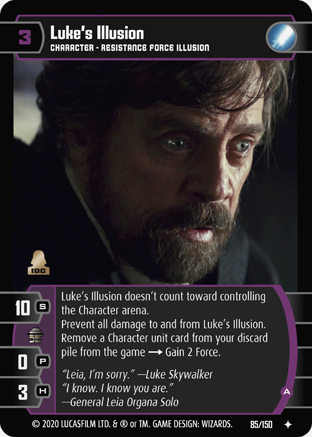 3
Luke's Illusion
CHARACTER - RESISTANCE FORCE ILLUSION
IDC
10 S
0 P
3 H
Luke's Illusion doesn't count toward controlling
the Character arena.
Prevent all damage to and from Luke's Illusion.
Remove a Character unit card from your discard
pile from the game → Gain 2 Force.
"Leia, I'm sorry." —Luke Skywalker
"I know. I know you are."
—General Leia Organa Solo
A
© 2020 LUCASFILM LTD. & ® or TM. GAME DESIGN: WIZARDS.
85/150